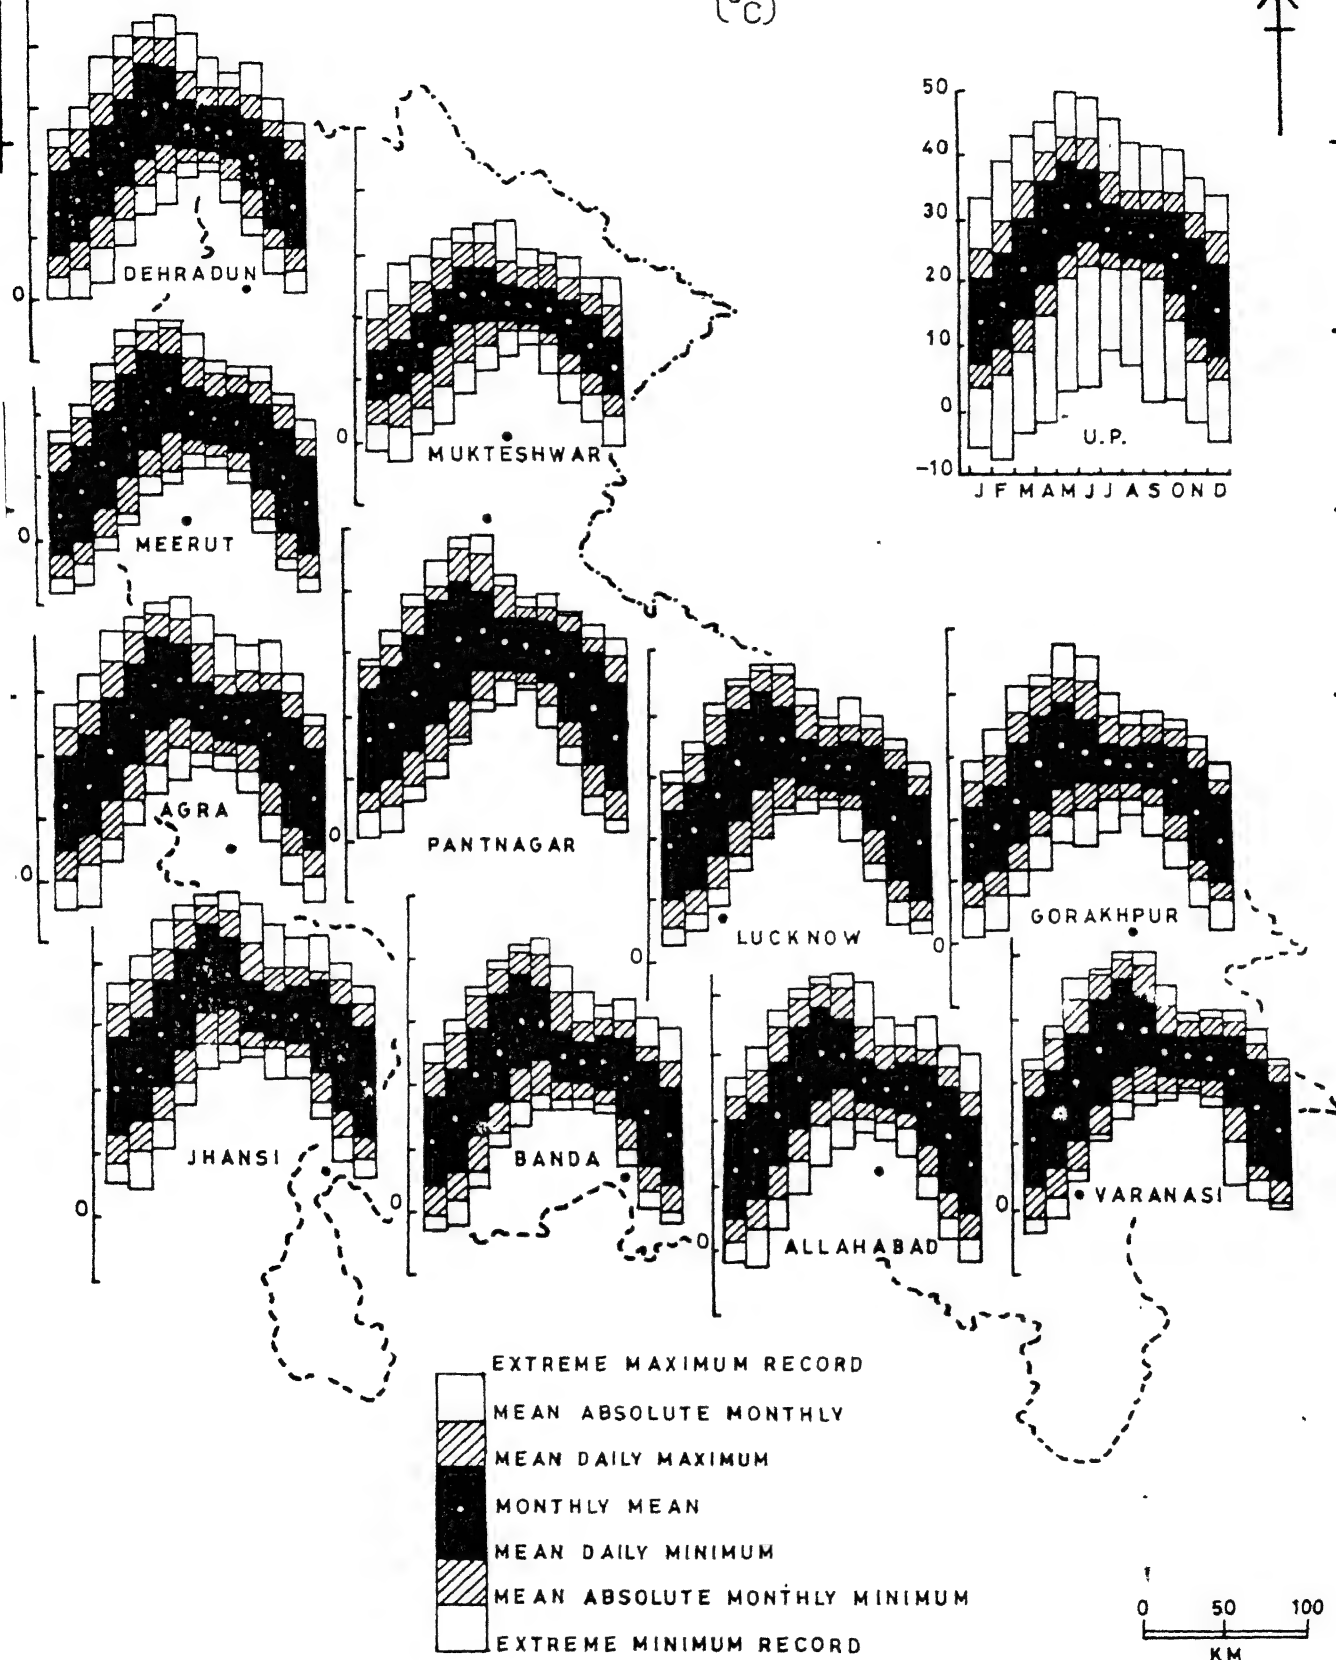 (°C)
50
40
30
20
10
0
-10
J F M A M J J A S O N D
U.P.
0
DEHRADUN
0
MUKTESHWAR
0
MEERUT
0
PANTNAGAR
0
AGRA
0
LUCKNOW
0
GORAKHPUR
0
JHANSI
0
BANDA
0
ALLAHABAD
0
VARANASI
EXTREME MAXIMUM RECORD
MEAN ABSOLUTE MONTHLY
MEAN DAILY MAXIMUM
MONTHLY MEAN
MEAN DAILY MINIMUM
MEAN ABSOLUTE MONTHLY MINIMUM
EXTREME MINIMUM RECORD
0 50 100
KM